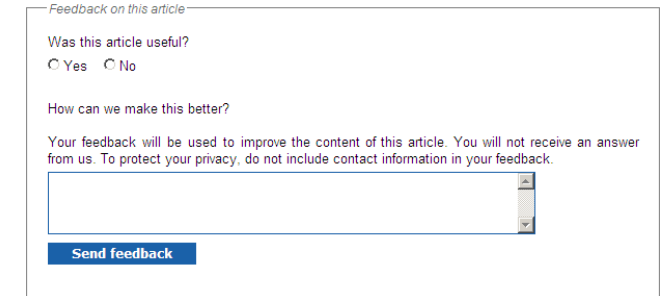 Feedback on this article
Was this article useful?
Yes No
How can we make this better?
Your feedback will be used to improve the content of this article. You will not receive an answer
from us. To protect your privacy, do not include contact information in your feedback.
Send feedback